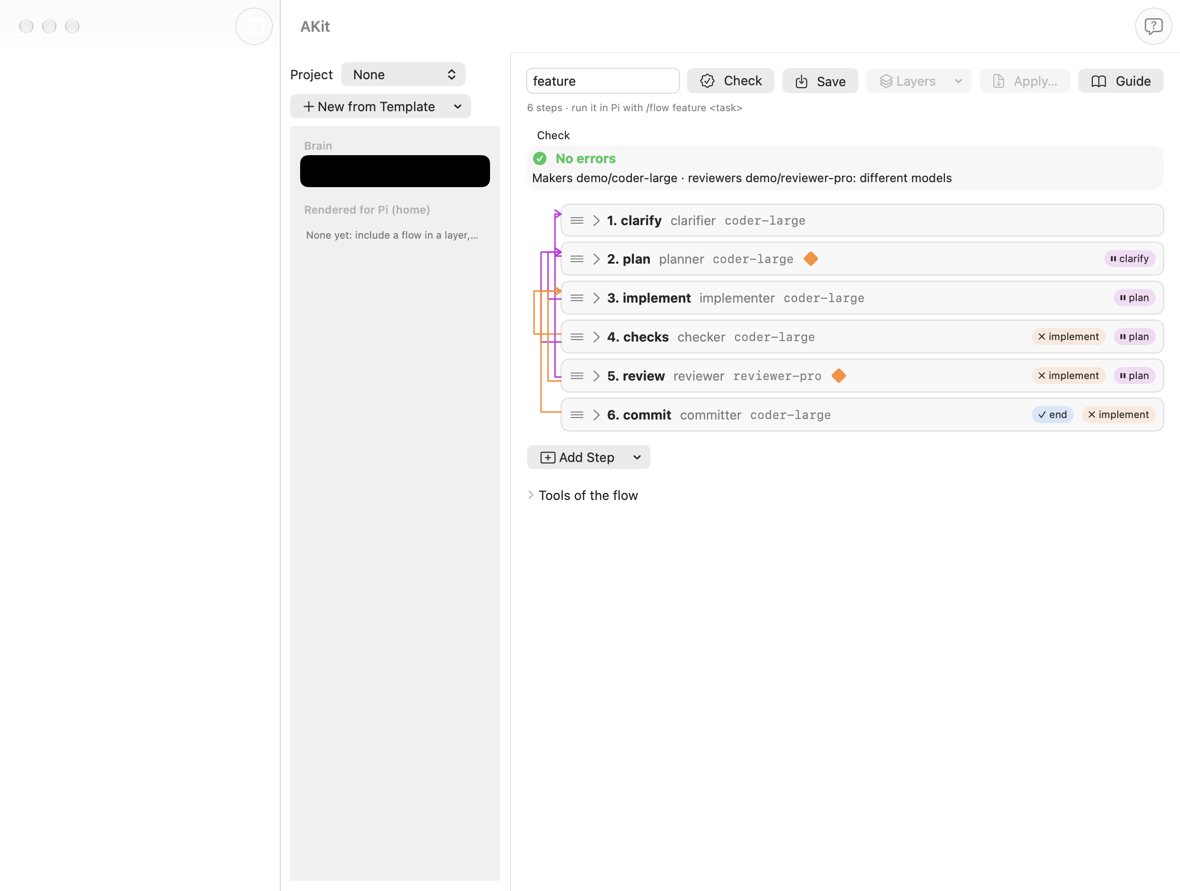 AKit
Project None
New from Template
Brain
Rendered for Pi (home)
None yet: include a flow in a layer,...
feature Check Save Layers Apply... Guide
6 steps · run it in Pi with /flow feature <task>
Check
No errors
Makers demo/coder-large · reviewers demo/reviewer-pro: different models
1. clarify clarifier coder-large
2. plan planner coder-large clarify
3. implement implementer coder-large plan
4. checks checker coder-large implement plan
5. review reviewer reviewer-pro implement plan
6. commit committer coder-large end implement
Add Step
Tools of the flow